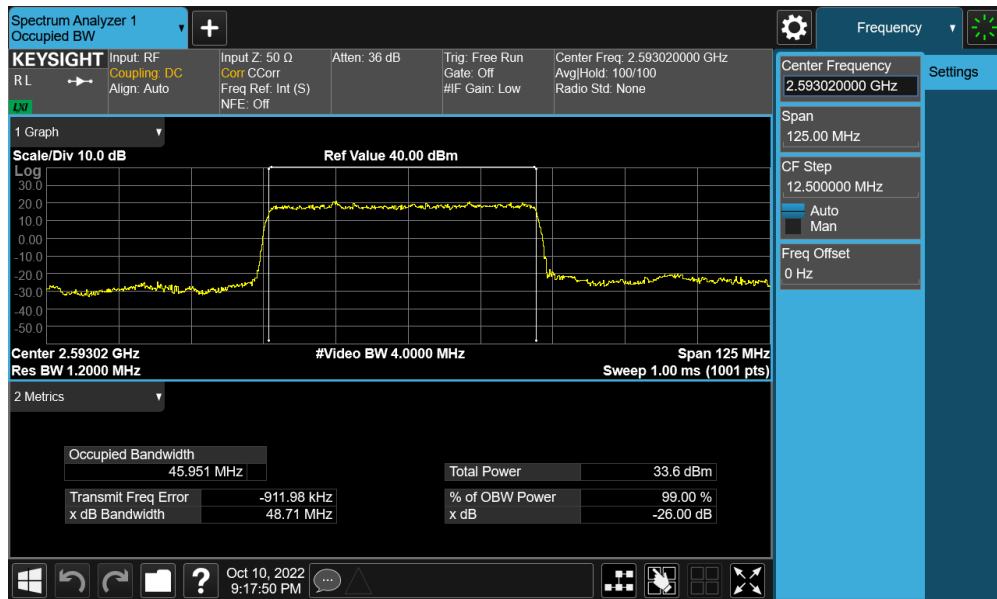 Spectrum Analyzer 1
Occupied BW
Frequency
KEYSIGHT
R L
LXI
Input: RF
Coupling: DC
Align: Auto
Input Z: 50 Ω
Corr CCorr
Freq Ref: Int (S)
NFE: Off
Atten: 36 dB
Trig: Free Run
Gate: Off
#IF Gain: Low
Center Freq: 2.593020000 GHz
Avg|Hold: 100/100
Radio Std: None
Center Frequency
2.593020000 GHz
Settings
Span
125.00 MHz
CF Step
12.500000 MHz
Auto
Man
Freq Offset
0 Hz
1 Graph
Scale/Div 10.0 dB
Ref Value 40.00 dBm
Log
30.0
20.0
10.0
0.00
-10.0
-20.0
-30.0
-40.0
-50.0
Center 2.59302 GHz
#Video BW 4.0000 MHz
Span 125 MHz
Res BW 1.2000 MHz
Sweep 1.00 ms (1001 pts)
2 Metrics
Occupied Bandwidth
45.951 MHz
Total Power 33.6 dBm
Transmit Freq Error -911.98 kHz
% of OBW Power 99.00 %
x dB Bandwidth 48.71 MHz
x dB -26.00 dB
?
Oct 10, 2022
9:17:50 PM